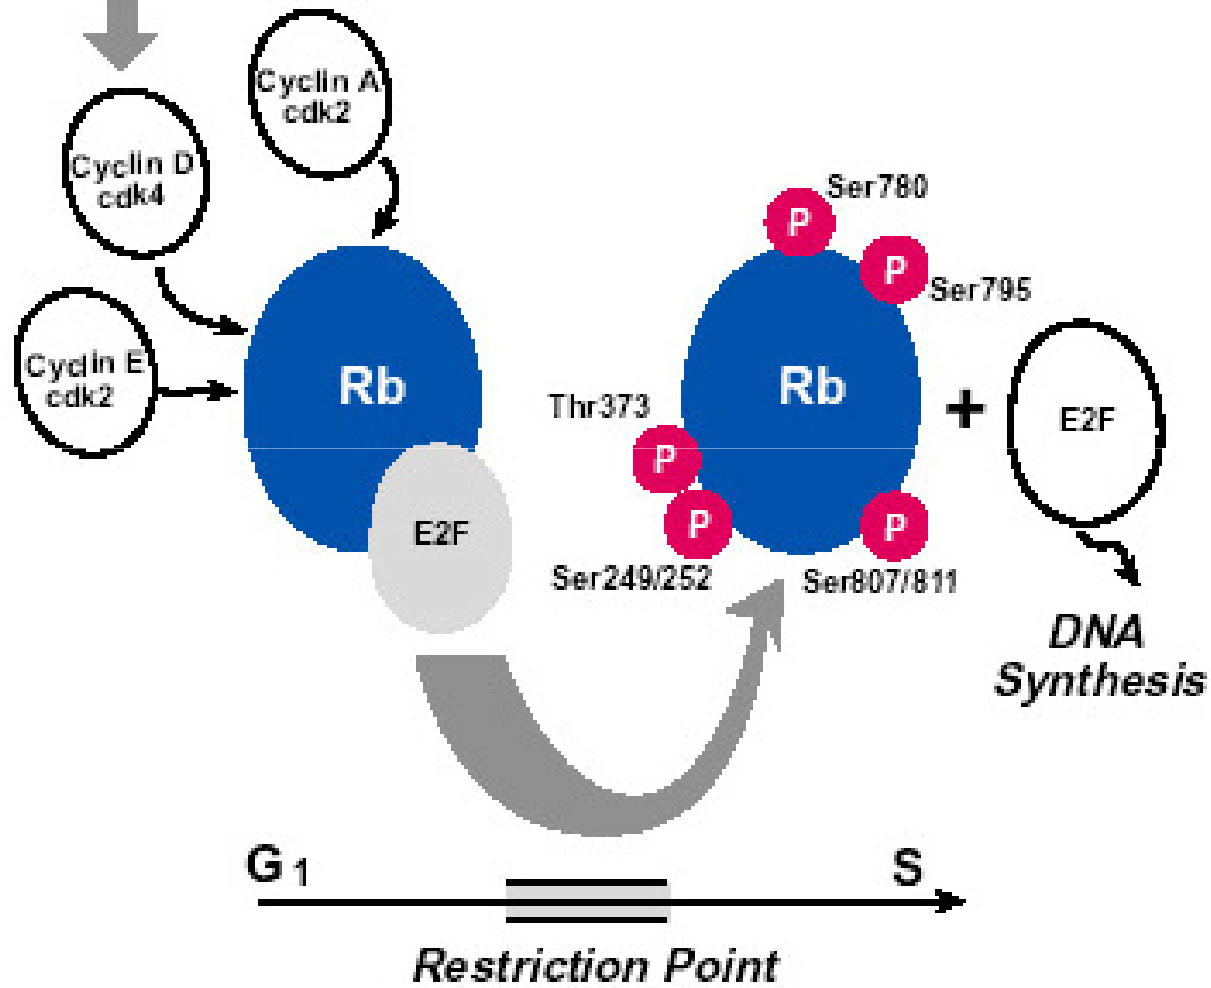 Cyclin A
cdk2
Cyclin D
cdk4
Cyclin E
cdk2
Rb
E2F
P
Ser780
P
Ser795
Rb
Thr373
P
P
Ser249/252
P
Ser807/811
+
E2F
DNA
Synthesis
G1
S
Restriction Point